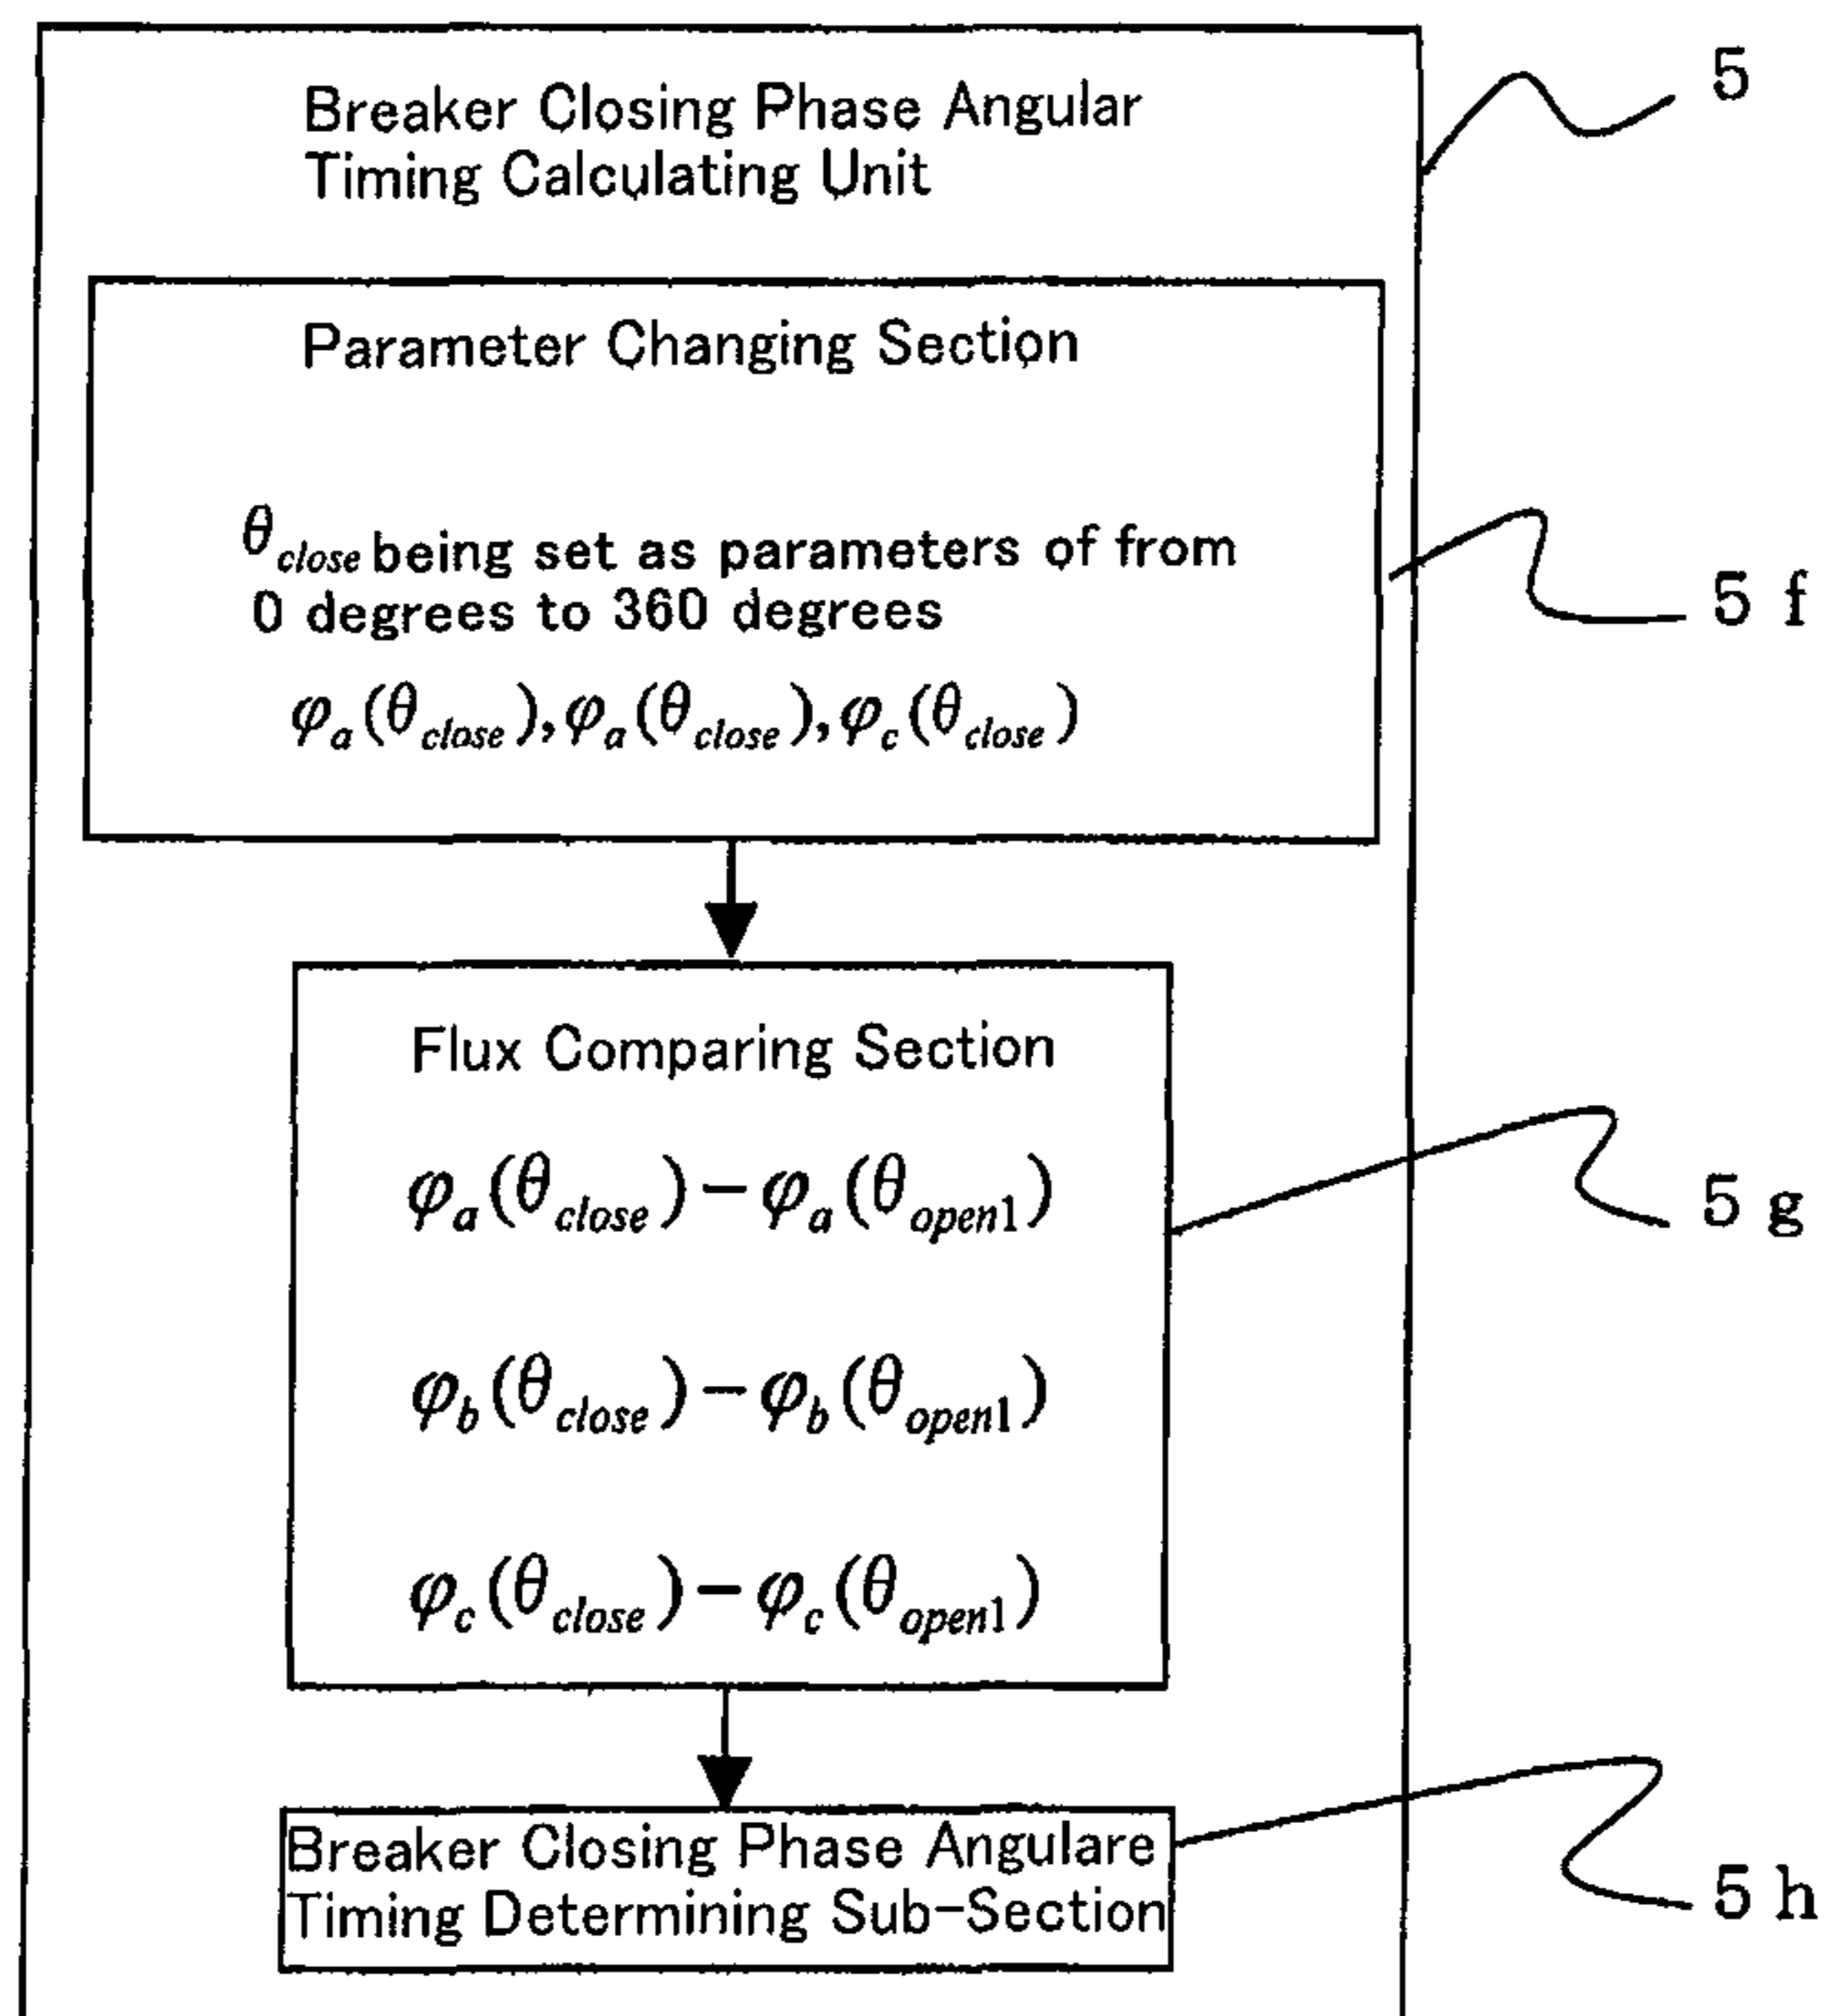 Breaker Closing Phase Angular
Timing Calculating Unit
5
Parameter Changing Section
θclose being set as parameters of from
0 degrees to 360 degrees
5 f
φa(θclose),φa(θclose),φc(θclose)
Flux Comparing Section
φa(θclose)−φa(θopen1)
5 g
φb(θclose)−φb(θopen1)
φc(θclose)−φc(θopen1)
Breaker Closing Phase Angulare
Timing Determining Sub-Section
5 h